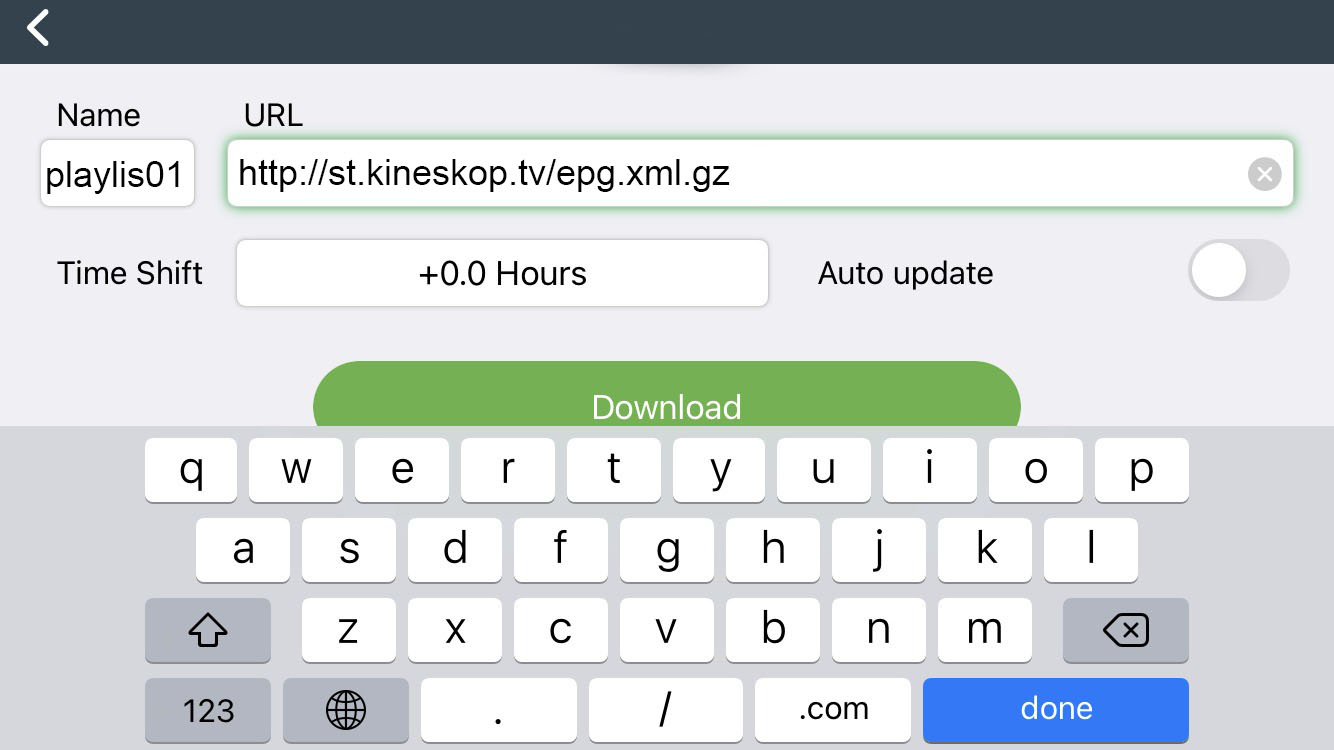 Name URL
playlis01 http://st.kineskop.tv/epg.xml.gz
Time Shift +0.0 Hours Auto update
Download
q w e r t y u i o p
a s d f g h j k l
z x c v b n m
123 . / .com done